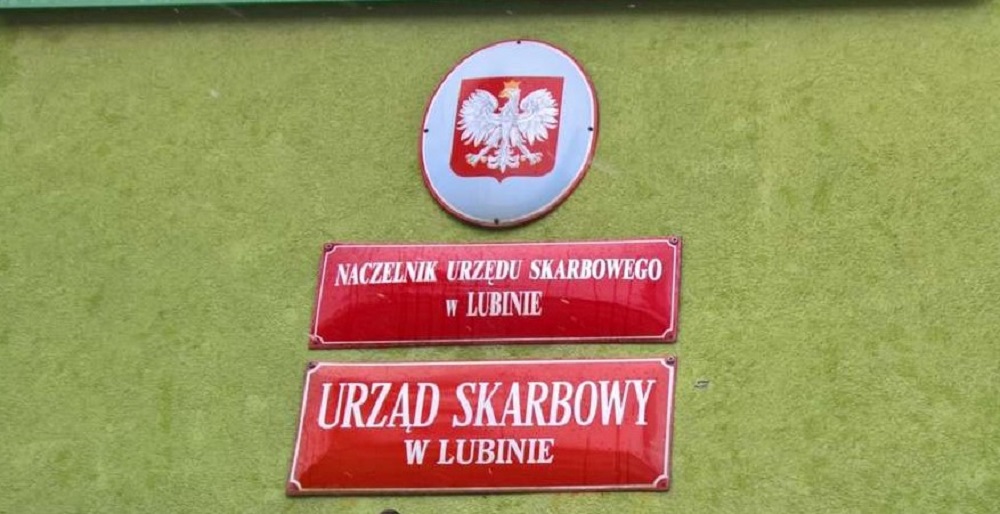 NACZELNIK URZĘDU SKARBOWEGO
w LUBINIE
URZĄD SKARBOWY
W LUBINIE